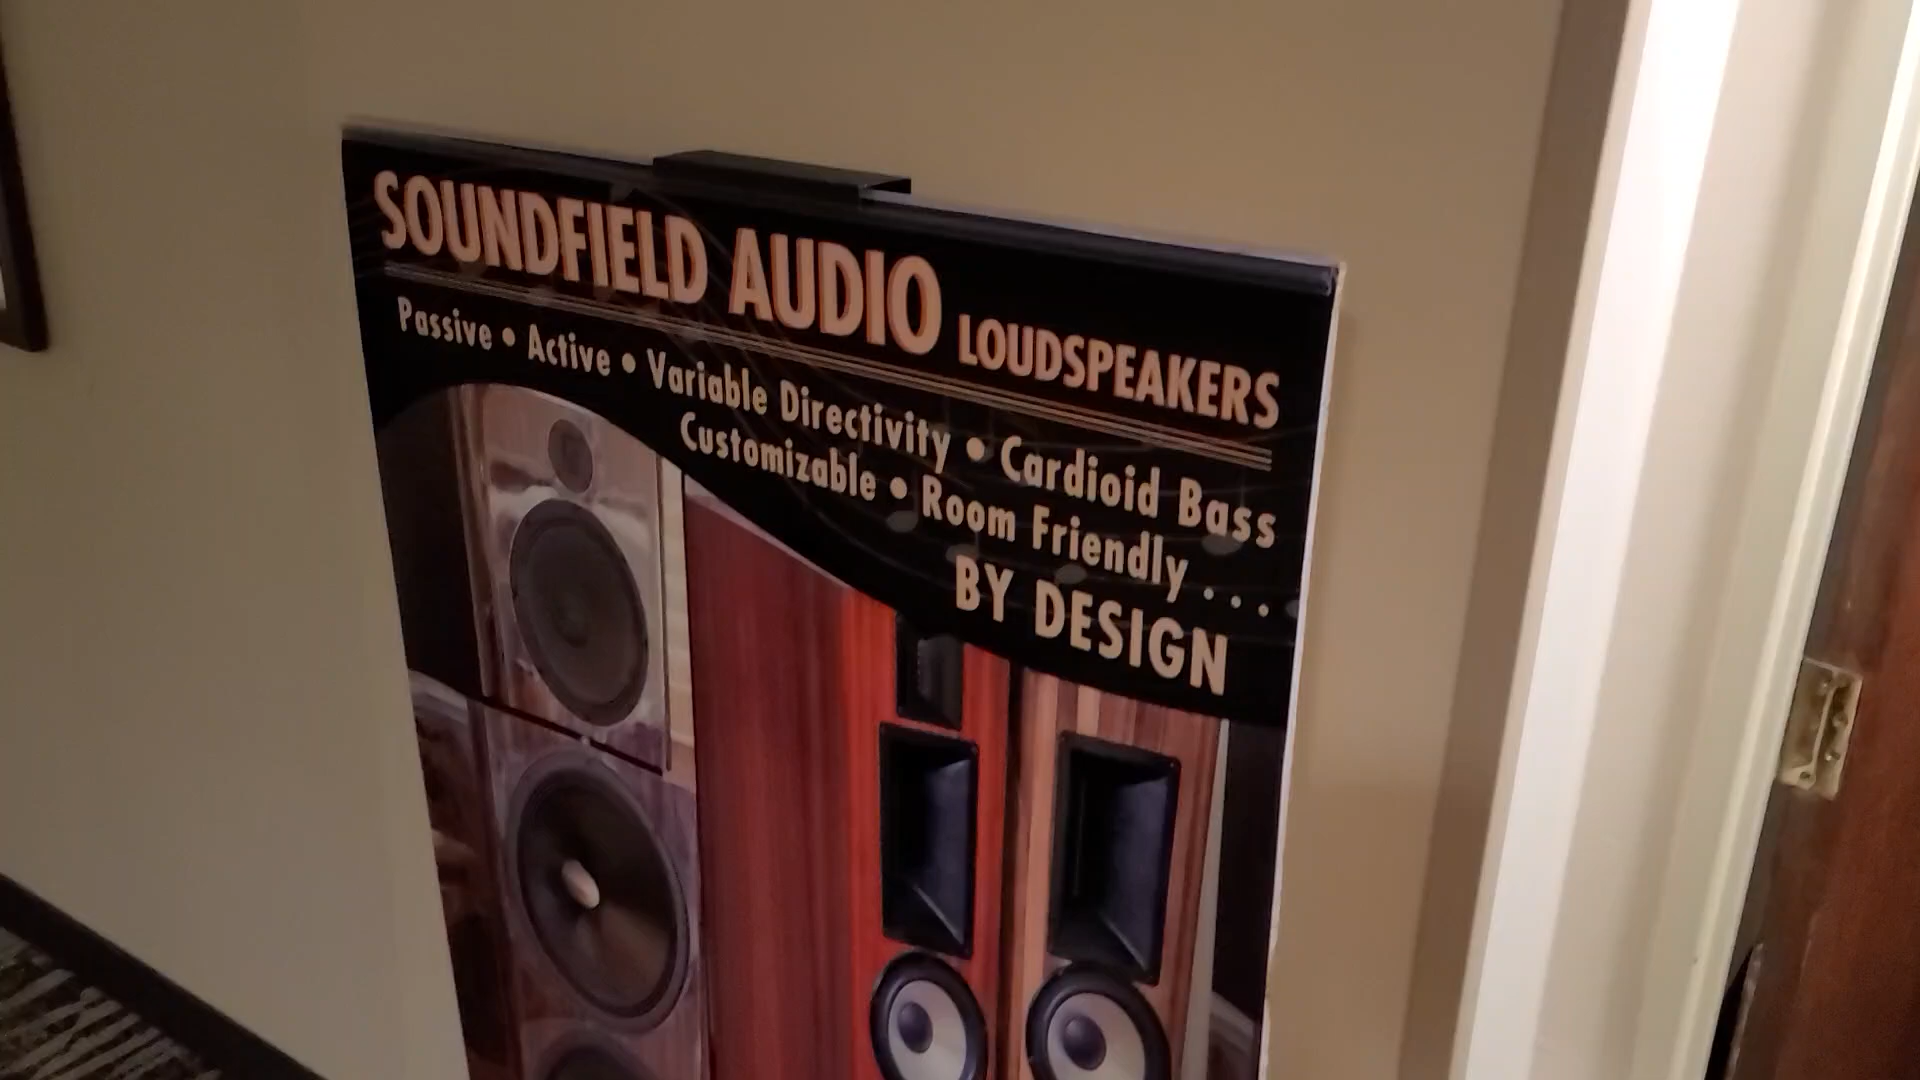 SOUNDFIELD AUDIO LOUDSPEAKERS
Passive • Active • Variable Directivity • Cardioid Bass
Customizable • Room Friendly . . .
BY DESIGN